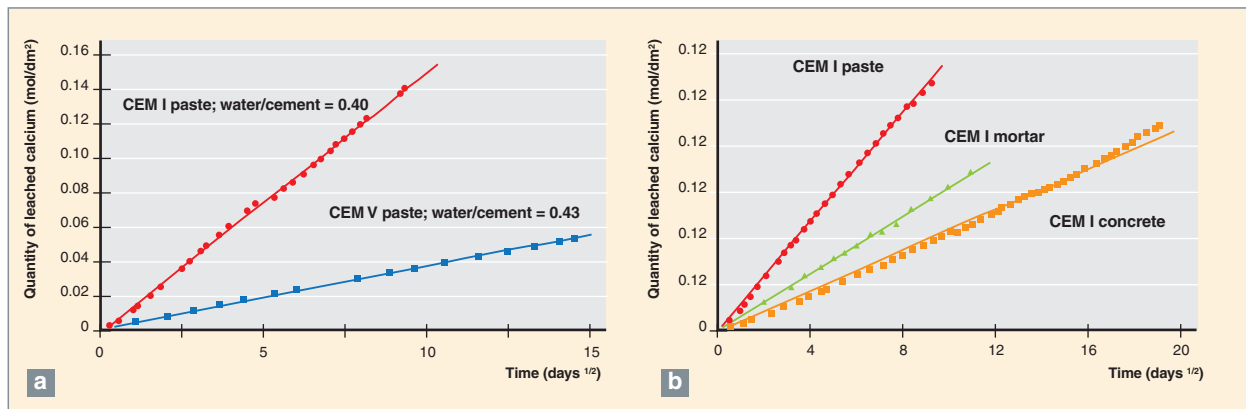 Quantity of leached calcium (mol/dm²)
0.16
0.14
0.12
0.10
0.08
0.06
0.04
0.02
0
CEM I paste; water/cement = 0.40
CEM V paste; water/cement = 0.43
0 5 10 15
Time (days 1/2)
a
Quantity of leached calcium (mol/dm²)
0.12
0.12
0.12
0.12
0.12
0.12
0
CEM I paste
CEM I mortar
CEM I concrete
0 4 8 12 16 20
Time (days 1/2)
b